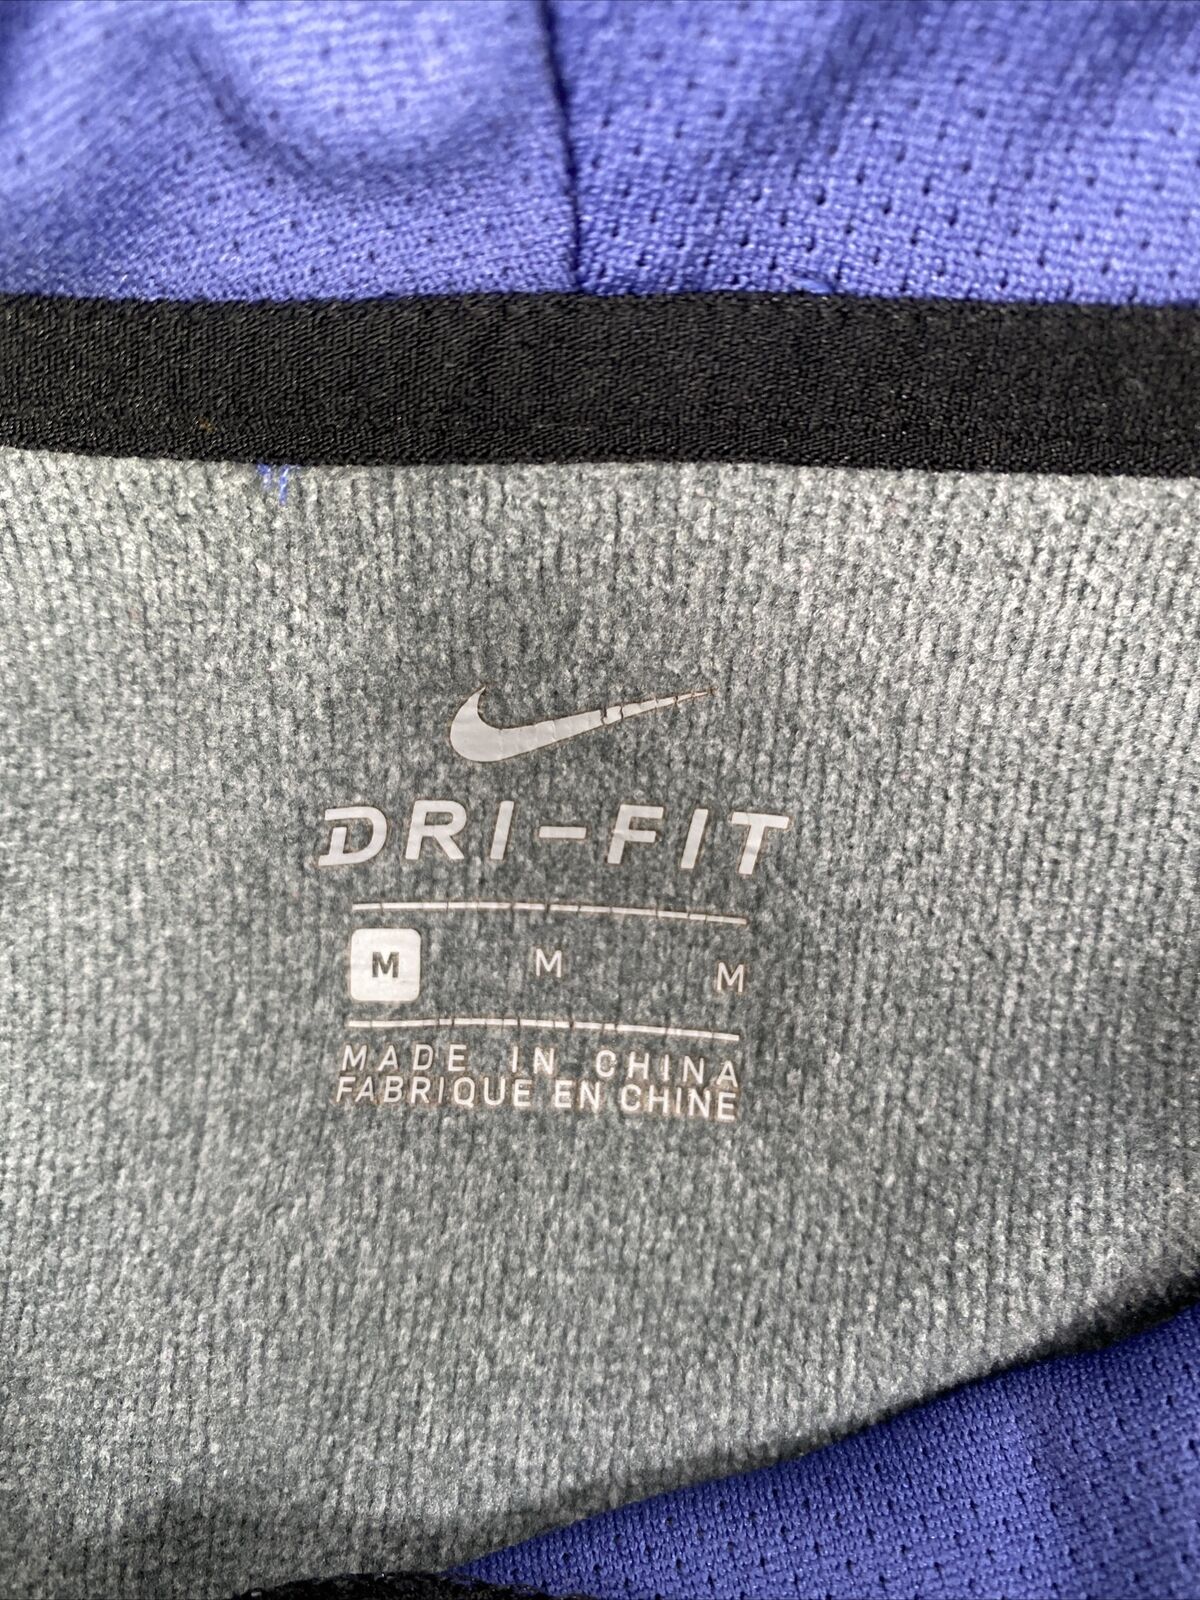 DRI-FIT
M M M
MADE IN CHINA
FABRIQUE EN CHINE